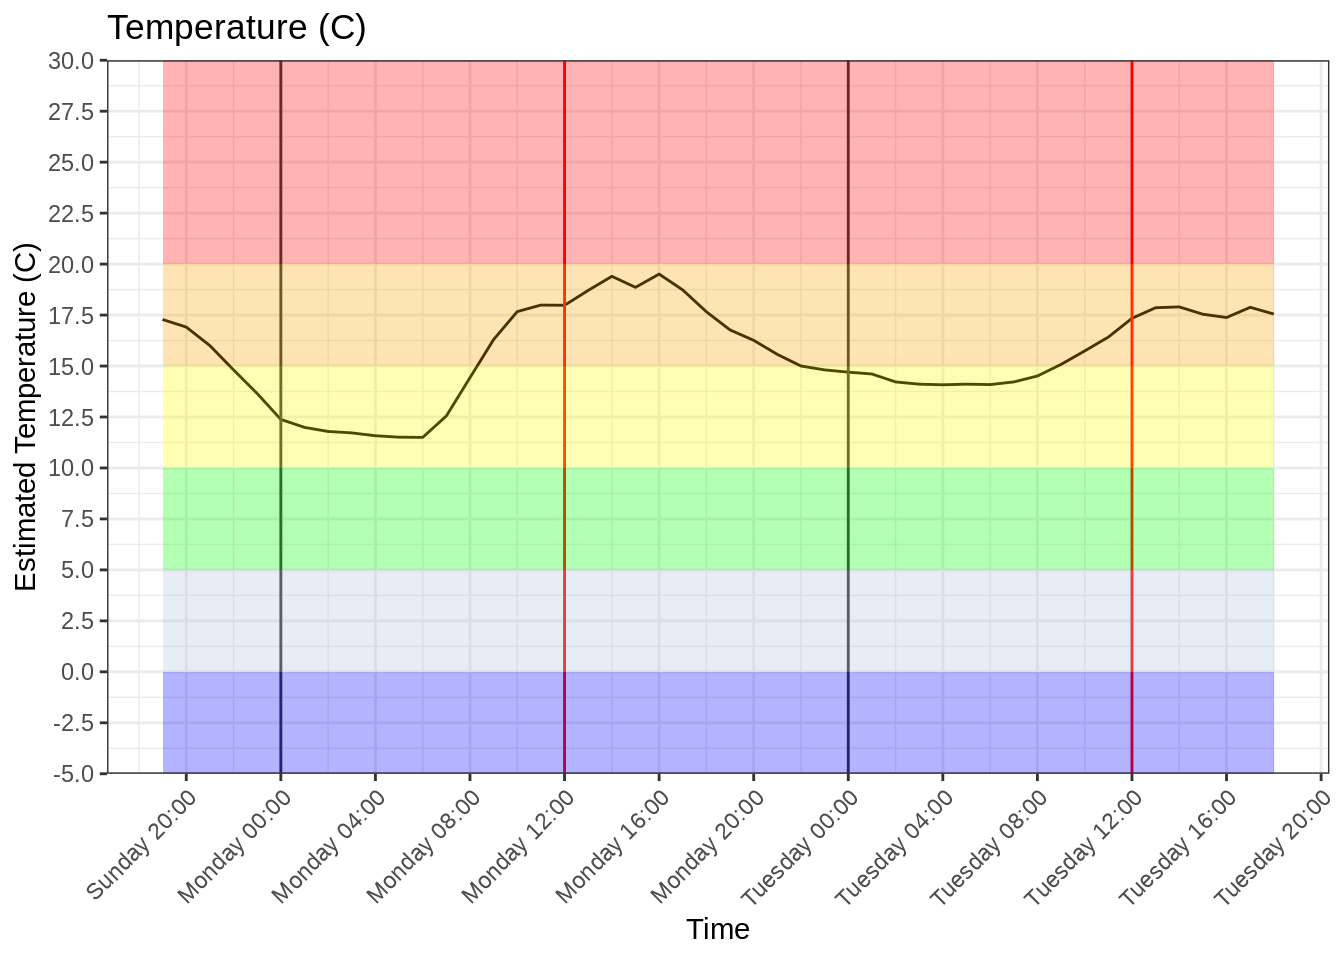 Temperature (C)
30.0
27.5
25.0
22.5
20.0
17.5
15.0
12.5
10.0
7.5
5.0
2.5
0.0
-2.5
-5.0
Estimated Temperature (C)
Sunday 20:00
Monday 00:00
Monday 04:00
Monday 08:00
Monday 12:00
Monday 16:00
Monday 20:00
Tuesday 00:00
Tuesday 04:00
Tuesday 08:00
Tuesday 12:00
Tuesday 16:00
Tuesday 20:00
Time